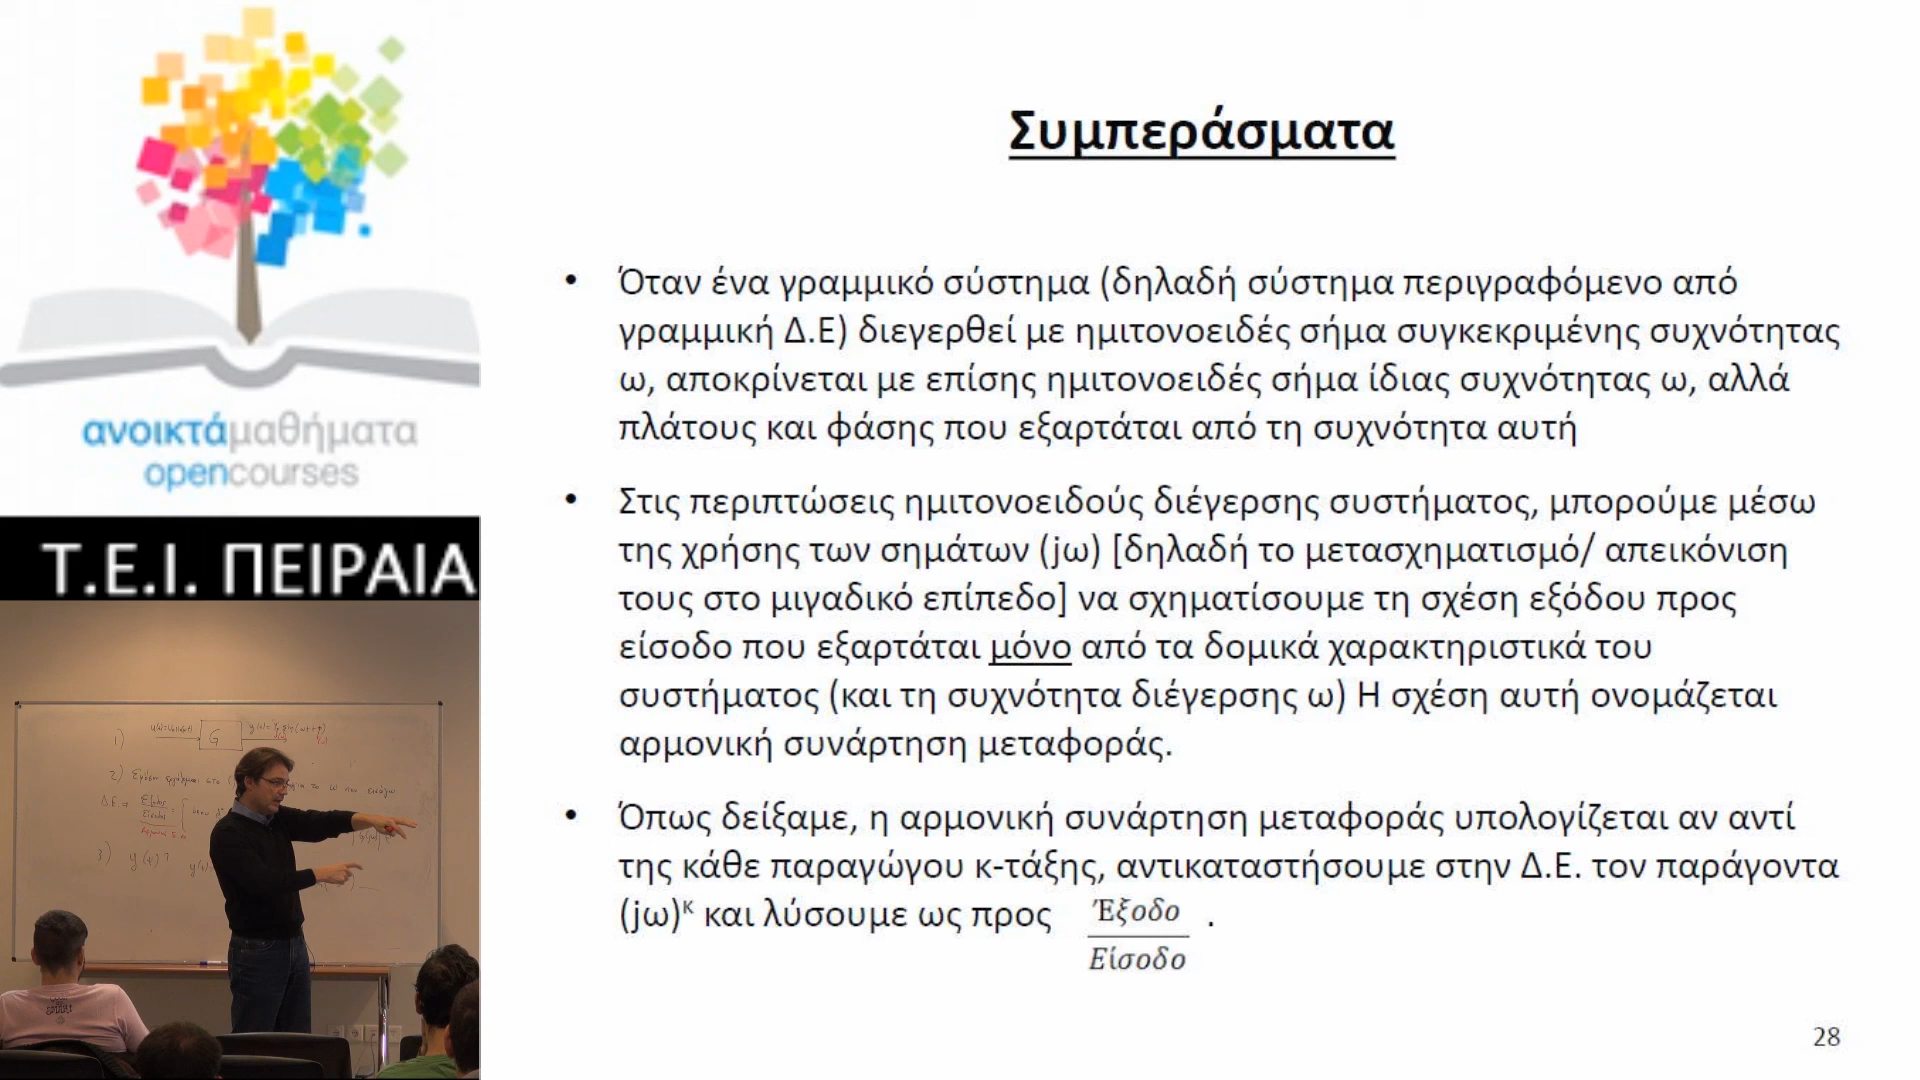 ανοικτάμαθήματα
opencourses
Τ.Ε.Ι. ΠΕΙΡΑΙΑ
1)
G
2)
3) y(t)?
SMART
Συμπεράσματα
• Όταν ένα γραμμικό σύστημα (δηλαδή σύστημα περιγραφόμενο από
γραμμική Δ.Ε) διεγερθεί με ημιτονοειδές σήμα συγκεκριμένης συχνότητας
ω, αποκρίνεται με επίσης ημιτονοειδές σήμα ίδιας συχνότητας ω, αλλά
πλάτους και φάσης που εξαρτάται από τη συχνότητα αυτή
• Στις περιπτώσεις ημιτονοειδούς διέγερσης συστήματος, μπορούμε μέσω
της χρήσης των σημάτων (jω) [δηλαδή το μετασχηματισμό/ απεικόνιση
τους στο μιγαδικό επίπεδο] να σχηματίσουμε τη σχέση εξόδου προς
είσοδο που εξαρτάται μόνο από τα δομικά χαρακτηριστικά του
συστήματος (και τη συχνότητα διέγερσης ω) Η σχέση αυτή ονομάζεται
αρμονική συνάρτηση μεταφοράς.
• Όπως δείξαμε, η αρμονική συνάρτηση μεταφοράς υπολογίζεται αν αντί
της κάθε παραγώγου κ-τάξης, αντικαταστήσουμε στην Δ.Ε. τον παράγοντα
(jω)ᴷ και λύσουμε ως προς Έξοδο .
Είσοδο
28